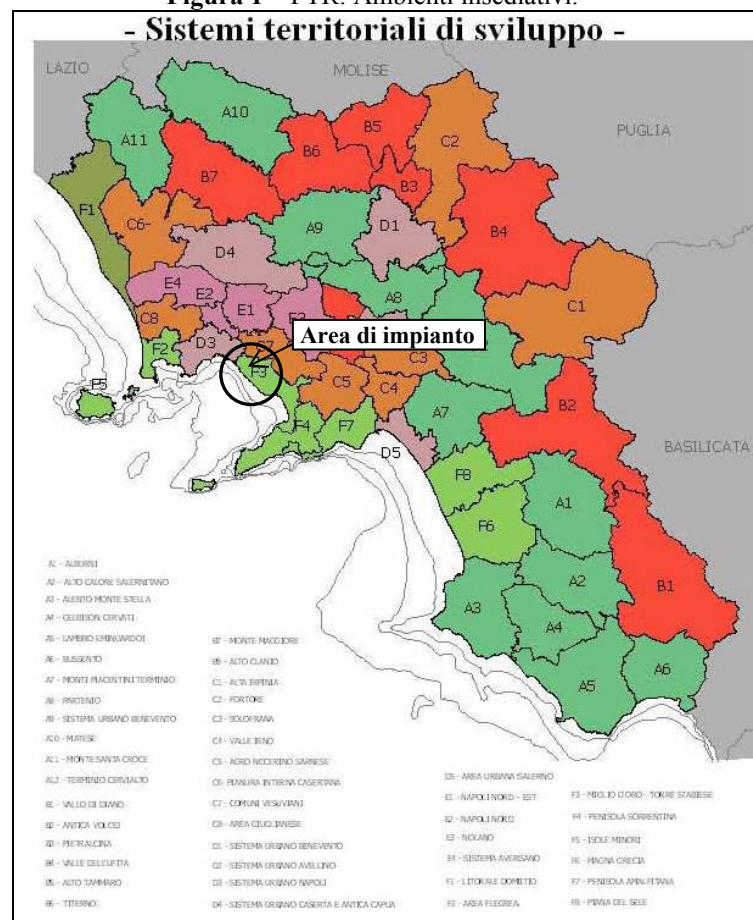 Figura 1 - PTR: Ambienti insediativi.
- Sistemi territoriali di sviluppo -
LAZIO
MOLISE
PUGLIA
BASILICATA
A11
A10
B7
B6
B5
B3
C2
F1
C6-
D4
A9
D1
B4
E4
E2
E1
E3
A8
C1
C8
F2
D3
C7
Area di impianto
C3
F5
F3
C5
C4
A7
B2
F4
F7
D5
F8
A1
F6
B1
A2
A3
A4
A5
A6
A1 - ALBURNI
A2 - ALTO CALORE SALERNITANO
A3 - ALENTO MONTE STELLA
A4 - GELBISON CERVATI
A5 - LAMBRO E MINGARDO
A6 - BUSSENTO
A7 - MONTI PIACENTINI TERMINIO
A8 - PARTENIO
A9 - SISTEMA URBANO BENEVENTO
A10 - MATESE
A11 - MONTE SANTA CROCE
A12 - TERMINIO CERVIALTO
B1 - VALLO DI DIANO
B2 - ANTICA VOLCEI
B3 - PIETRALCINA
B4 - VALLE DELL'UFITA
B5 - ALTO TAMMARO
B6 - TITERNO
B7 - MONTE MAGGIORE
B8 - ALTO CLANIO
C1 - ALTA IRPINIA
C2 - FORTORE
C3 - SOLOFRANA
C4 - VALLE IRNO
C5 - AGRO NOCERINO SARNESE
C6- PIANURA INTERNA CASERTANA
C7 - COMUNI VESUVIANI
C8 - AREA GIUGLIANESE
D1 - SISTEMA URBANO BENEVENTO
D2 - SISTEMA URBANO AVELLINO
D3 - SISTEMA URBANO NAPOLI
D4 - SISTEMA URBANO CASERTA E ANTICA CAPUA
D5 - AREA URBANA SALERNO
E1 - NAPOLI NORD - EST
E2 - NAPOLI NORD
E3 - NOLANO
E4 - SISTEMA AVERSANO
F1 - LITORALE DOMITIO
F2 - AREA FLEGREA
F3 - MIGLIO D'ORO - TORRE STABIESE
F4 - PENISOLA SORRENTINA
F5 - ISOLE MINORI
F6 - MAGNA GRECIA
F7 - PENISOLA AMALFITANA
F8 - PIANA DEL SELE